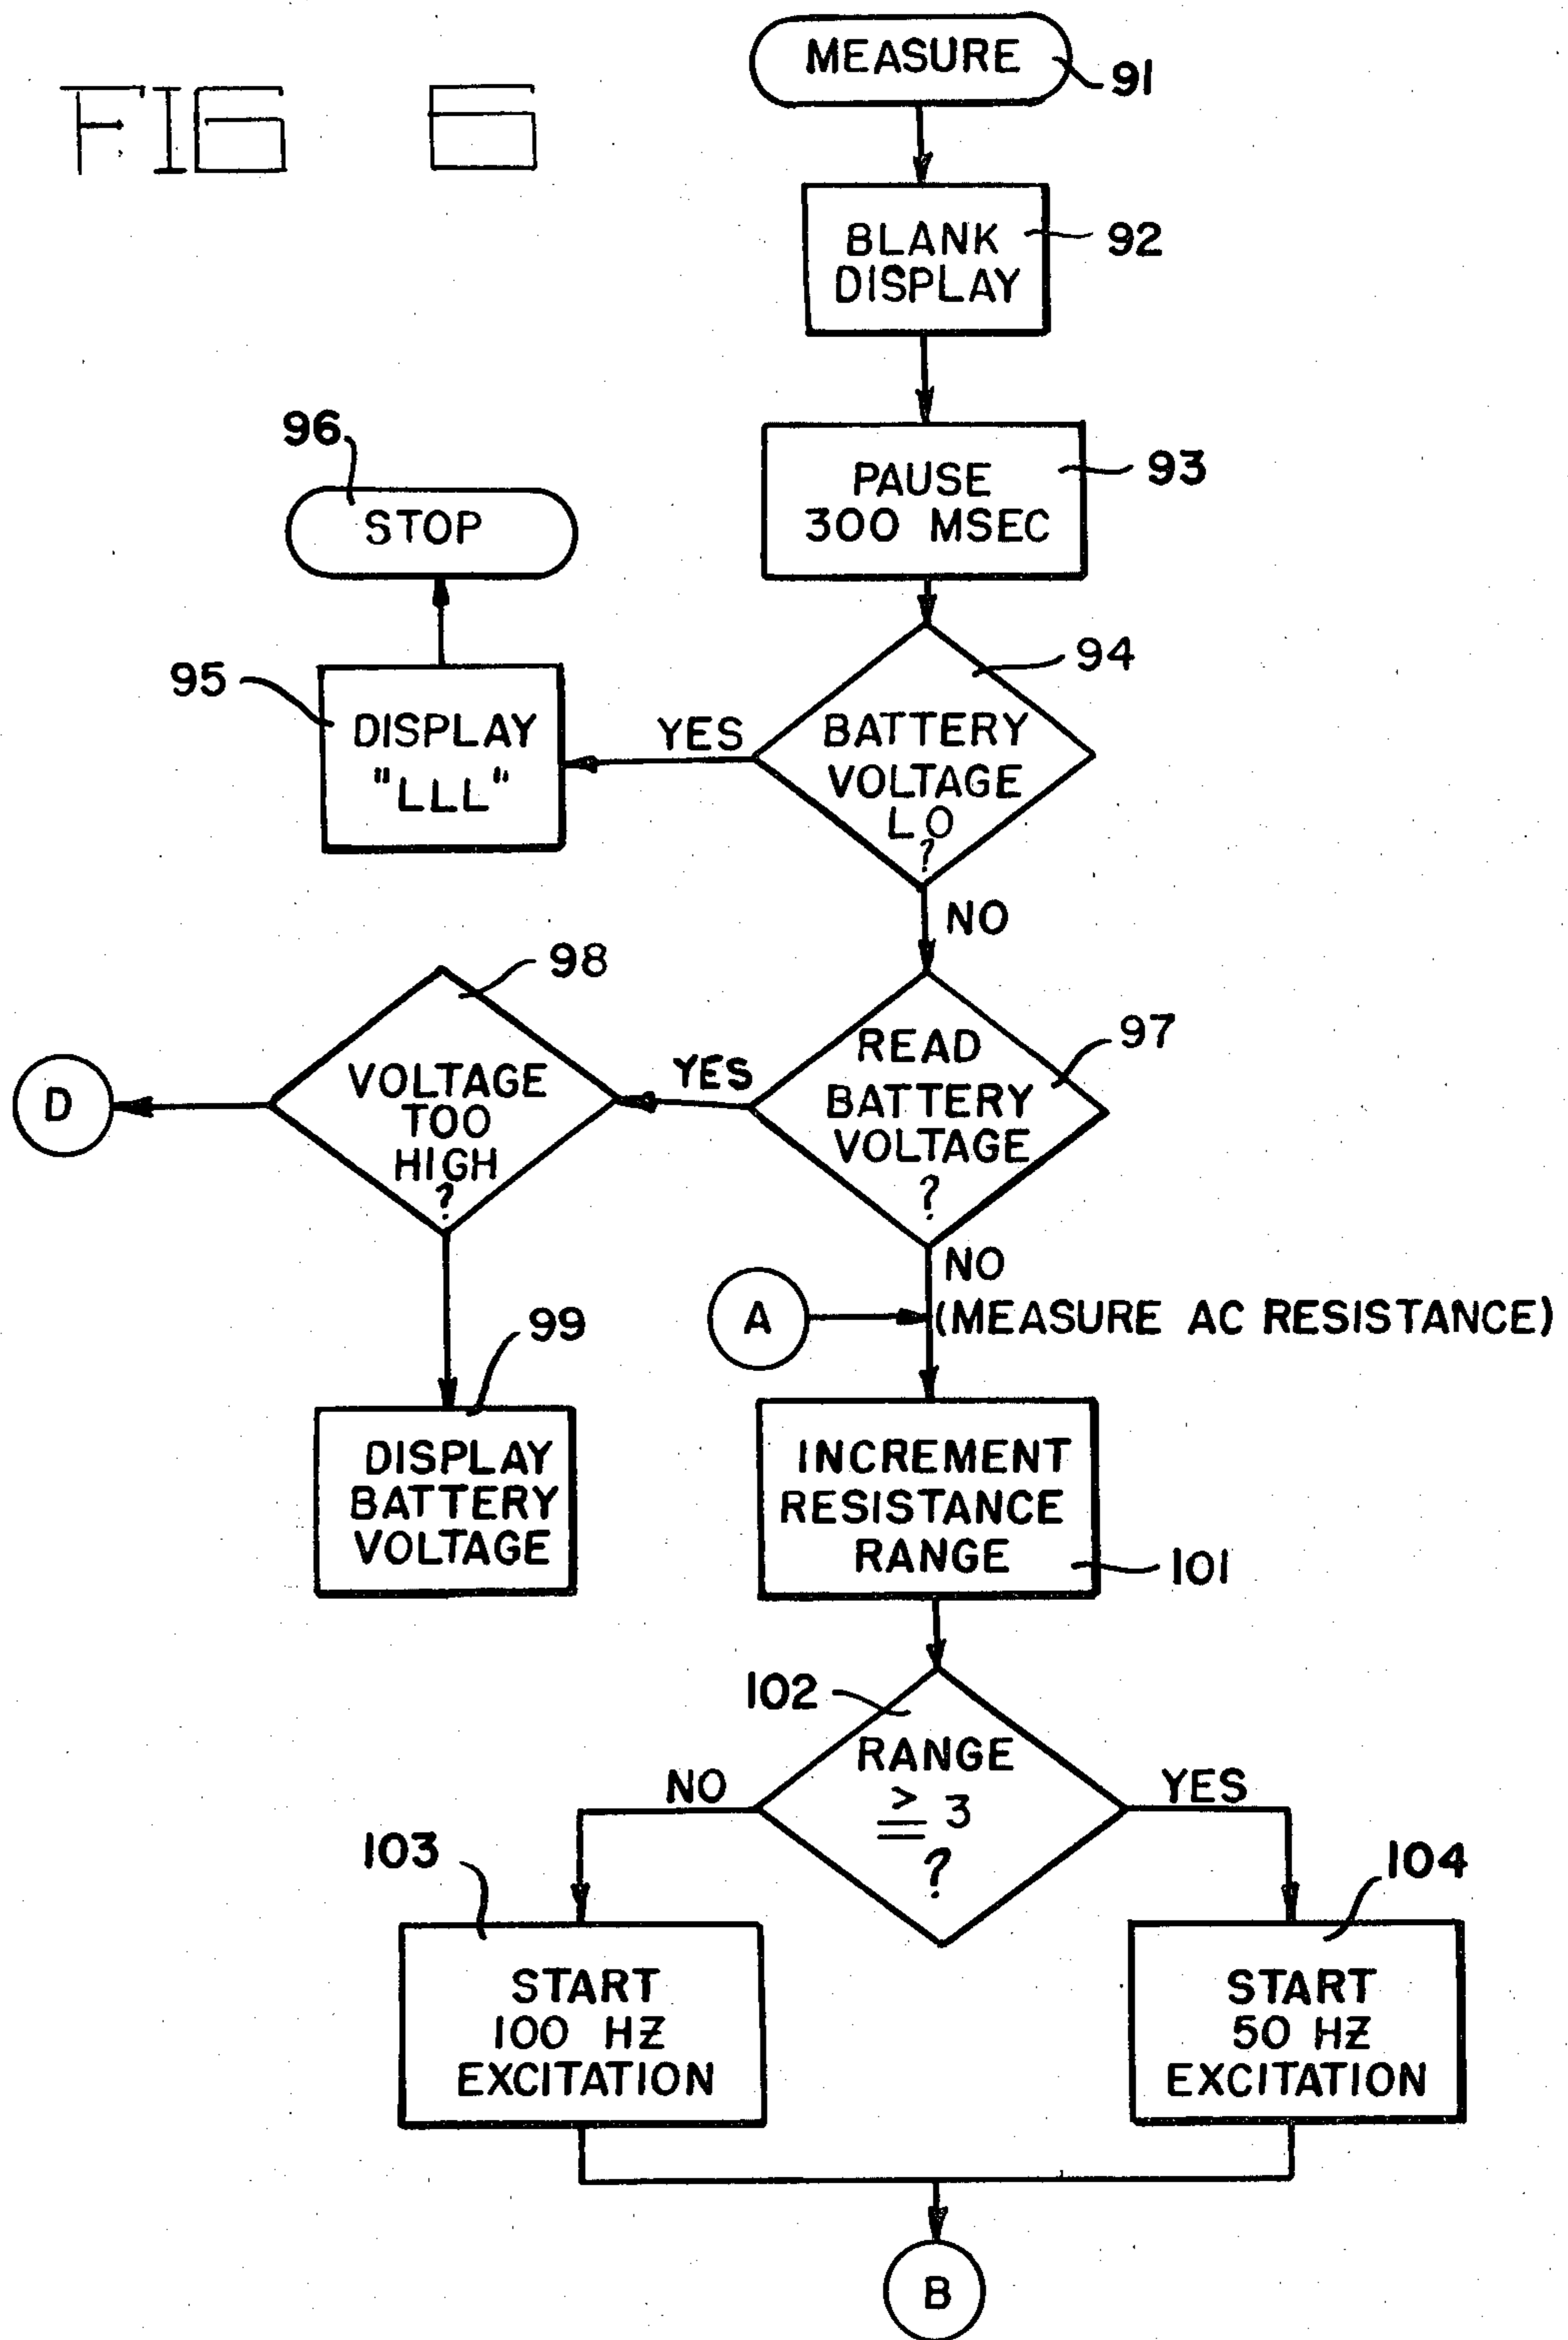 FIG 6
MEASURE
91
BLANK
DISPLAY
92
PAUSE
300 MSEC
93
96
STOP
94
BATTERY
VOLTAGE
LO
?
YES
95
DISPLAY
"LLL"
NO
98
VOLTAGE
TOO
HIGH
?
YES
97
READ
BATTERY
VOLTAGE
?
D
NO
A
(MEASURE AC RESISTANCE)
99
DISPLAY
BATTERY
VOLTAGE
INCREMENT
RESISTANCE
RANGE
101
102
RANGE
≧ 3
?
NO
YES
103
START
100 HZ
EXCITATION
104
START
50 HZ
EXCITATION
B